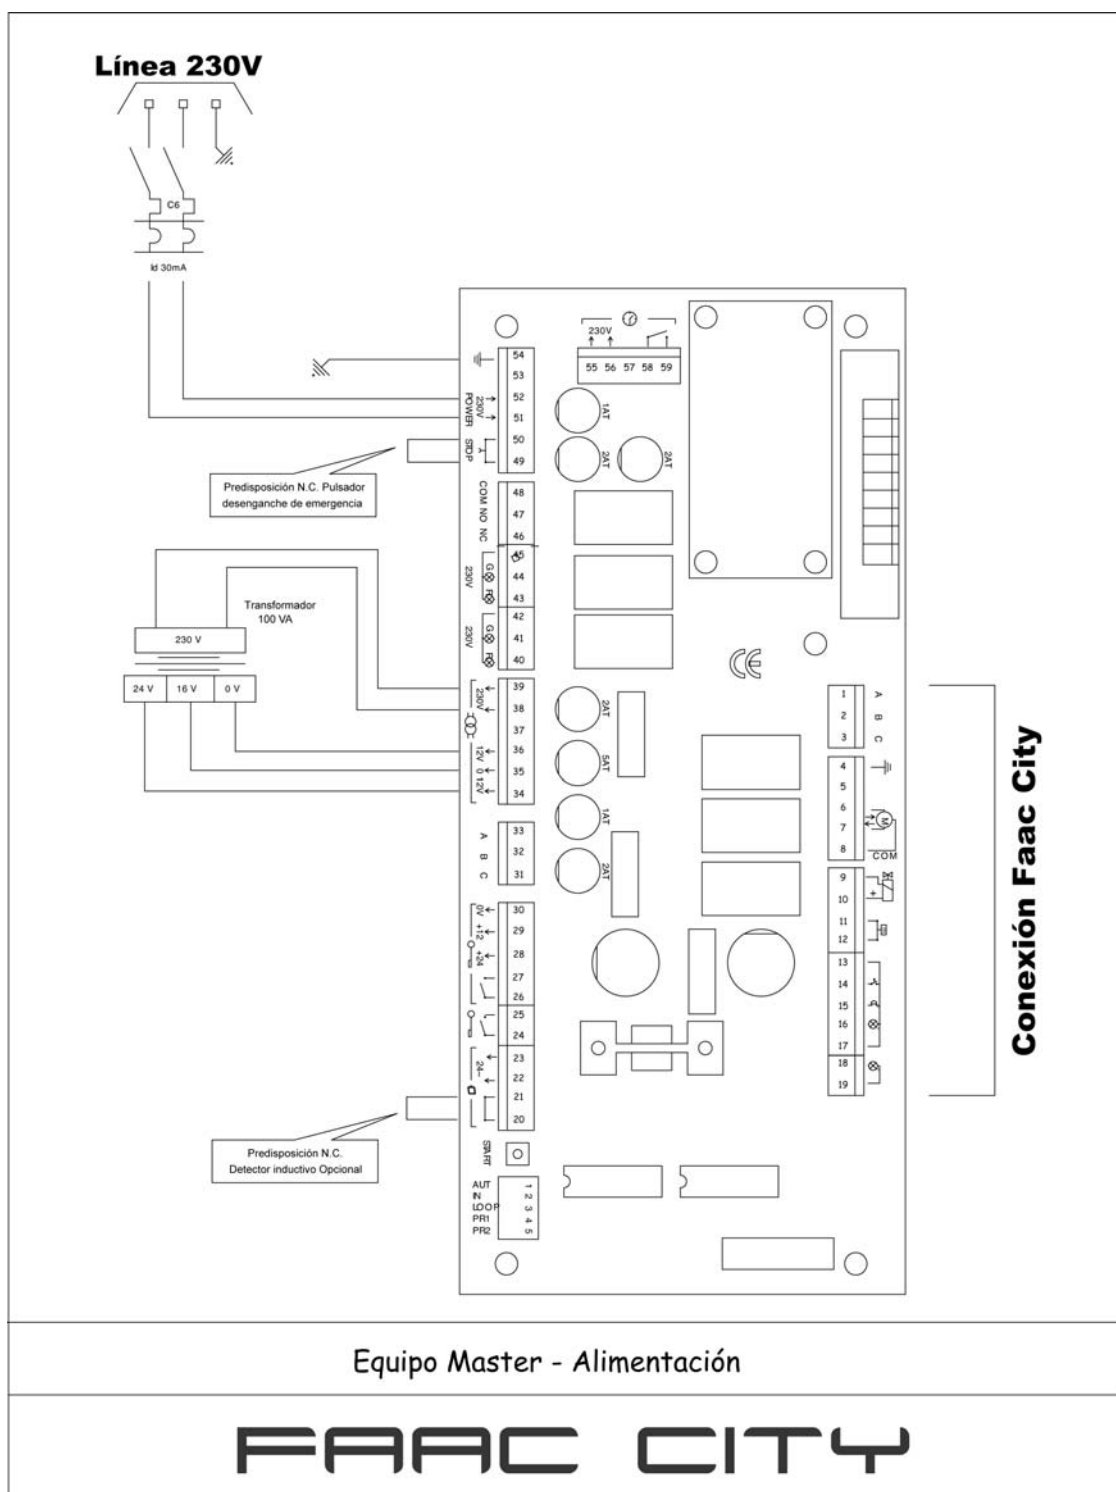 Línea 230V
C6
Id 30mA
230V
55 56 57 58 59
54
53
52
51
50
49
230V
POWER
STOP
1AT
2AT
2AT
Predisposición N.C. Pulsador
desenganche de emergencia
48
47
46
COM NO NC
45
44
43
230V
G
R
42
41
40
230V
G
R
Transformador
100 VA
230 V
24 V
16 V
0 V
39
38
37
36
35
34
230V
12V
0
12V
2AT
5AT
1AT
2AT
33
32
31
A
B
C
30
29
28
27
26
25
24
23
22
21
20
0V
+12
+24
24~
Predisposición N.C.
Detector inductivo Opcional
START
AUT 1
IN 2
LOOP 3
PR1 4
PR2 5
CE
1 A
2 B
3 C
4
5
6
7
8
M
COM
9
10
+
11
12
13
14
15
16
17
18
19
Conexión Faac City
Equipo Master - Alimentación
FAAC CITY